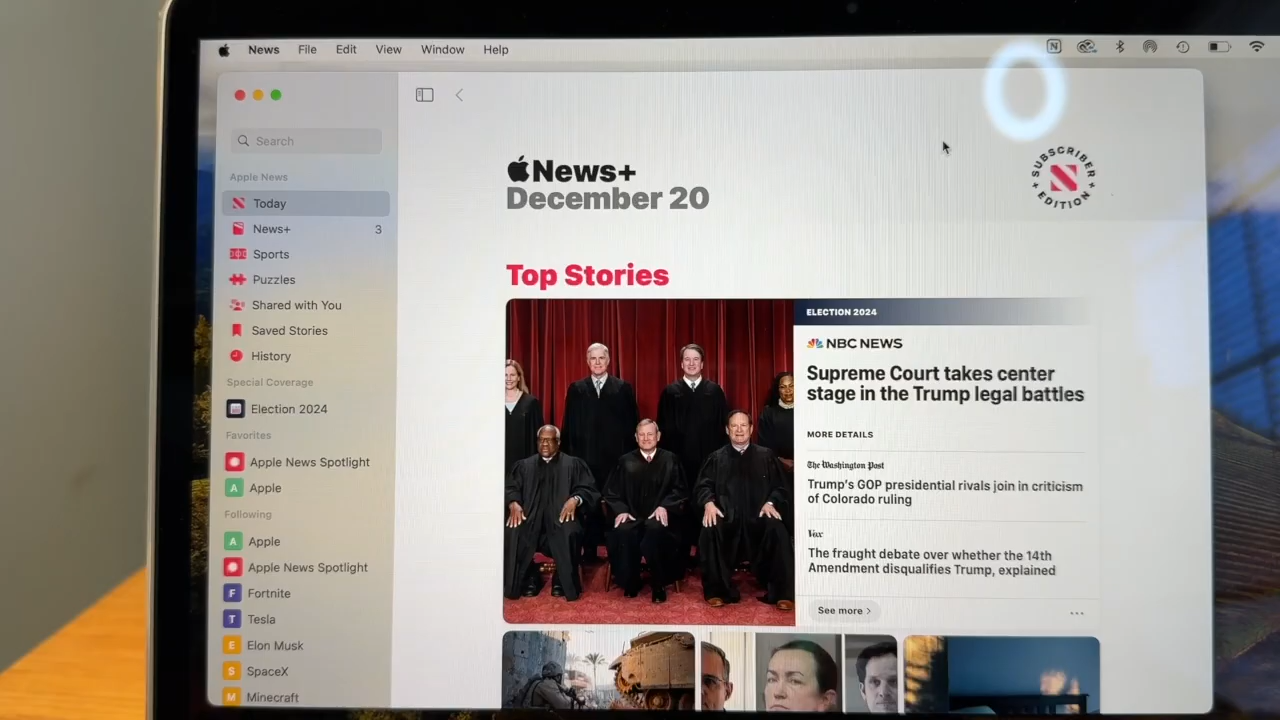 News File Edit View Window Help
Search
Apple News
Today
News+ 3
Sports
Puzzles
Shared with You
Saved Stories
History
Special Coverage
Election 2024
Favorites
Apple News Spotlight
A Apple
Following
A Apple
Apple News Spotlight
F Fortnite
T Tesla
E Elon Musk
S SpaceX
M Minecraft
News+
December 20
SUBSCRIBER EDITION
Top Stories
ELECTION 2024
NBC NEWS
Supreme Court takes center
stage in the Trump legal battles
MORE DETAILS
The Washington Post
Trump's GOP presidential rivals join in criticism
of Colorado ruling
Vox
The fraught debate over whether the 14th
Amendment disqualifies Trump, explained
See more